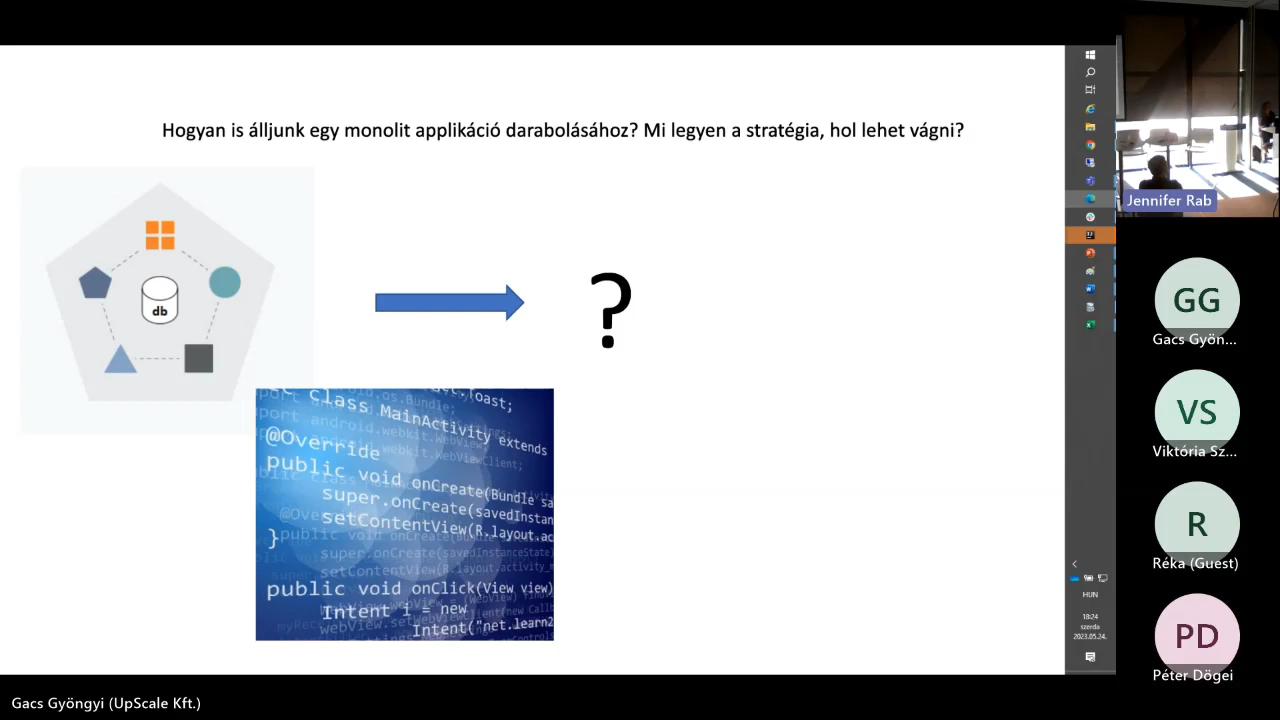 Hogyan is álljunk egy monolit applikáció darabolásához? Mi legyen a stratégia, hol lehet vágni?
db
?
class MainActivity extends
@Override
public void onCreate(Bundle sa
super.onCreate(savedInstan
setContentView(R.layout.ac
}
public void onClick(View view)
Intent i = new
Intent("net.learn2
HUN
18:24
szerda
2023.05.24.
Jennifer Rab
GG
Gacs Gyön...
VS
Viktória Sz...
R
Réka (Guest)
PD
Péter Dögei
Gacs Gyöngyi (UpScale Kft.)